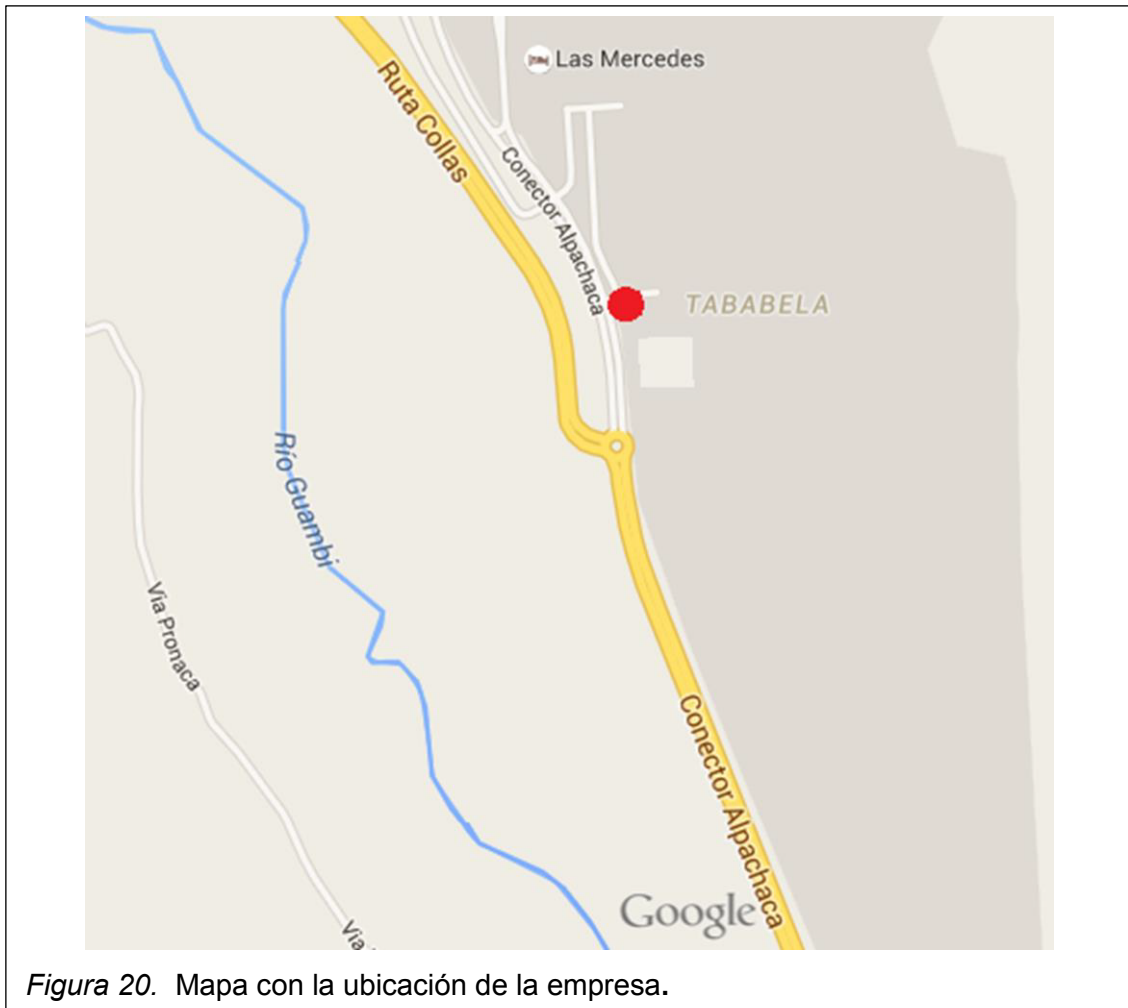 Las Mercedes
Ruta Collas
Conector Alpachaca
TABABELA
Río Guambi
Vía Pronaca
Conector Alpachaca
Vía
Google
Figura 20. Mapa con la ubicación de la empresa.